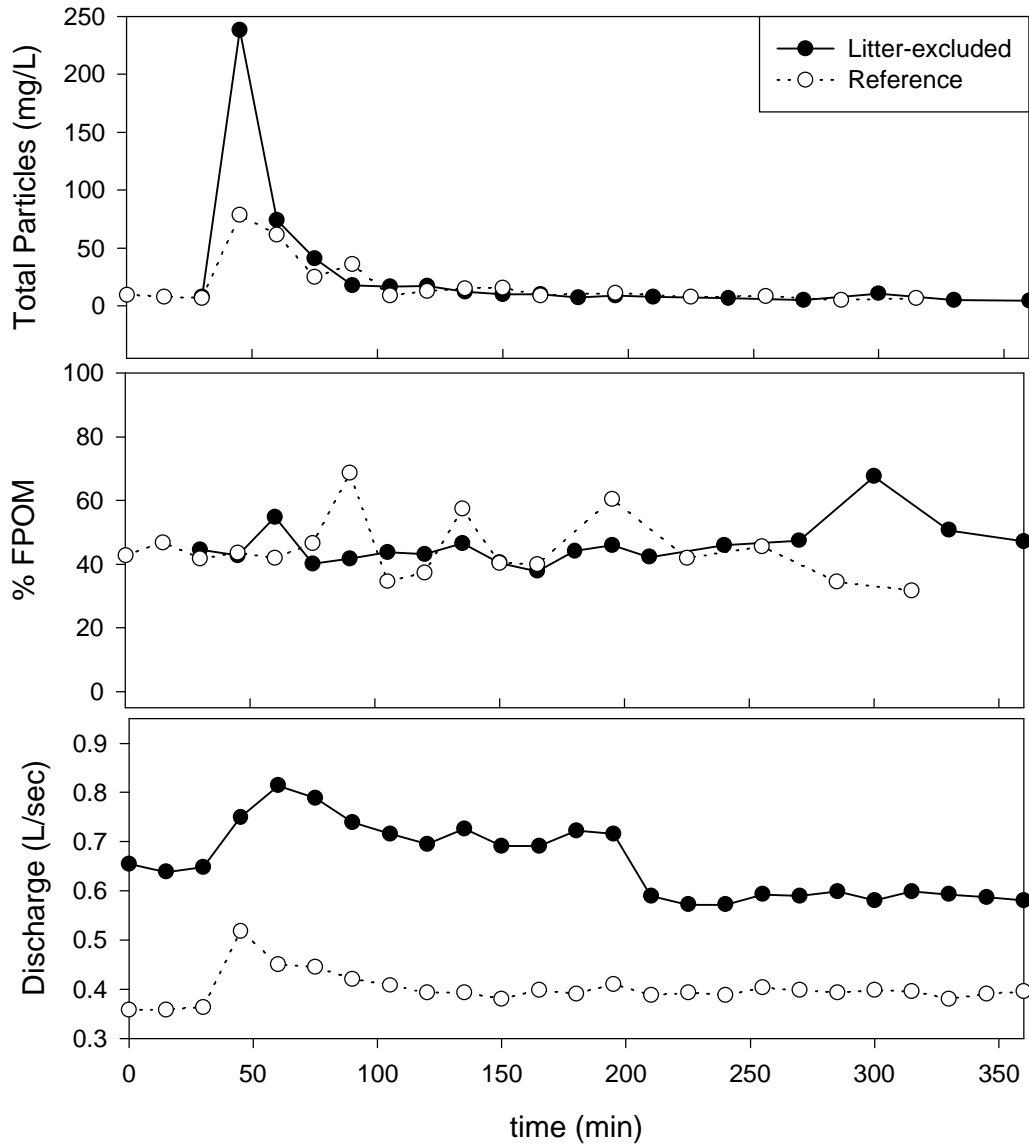 250
200
150
100
50
0
Total Particles (mg/L)
Litter-excluded
Reference
100
80
60
40
20
0
% FPOM
0.9
0.8
0.7
0.6
0.5
0.4
0.3
Discharge (L/sec)
0 50 100 150 200 250 300 350
time (min)